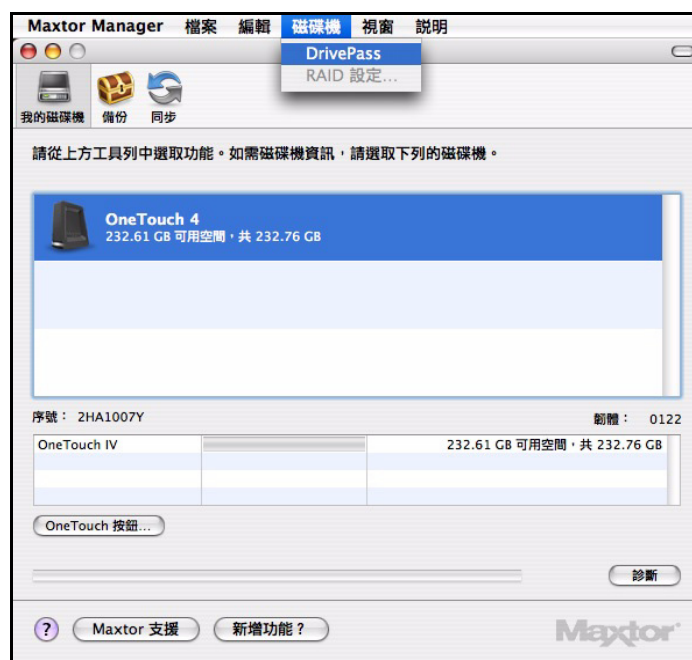 Maxtor Manager 檔案 編輯 磁碟機 視窗 説明
DrivePass
RAID 設定...
我的磁碟機 備份 同步
請從上方工具列中選取功能。如需磁碟機資訊，請選取下列的磁碟機。
OneTouch 4
232.61 GB 可用空間，共 232.76 GB
序號： 2HA1007Y 韌體： 0122
OneTouch IV 232.61 GB 可用空間，共 232.76 GB
OneTouch 按鈕...
診斷
? Maxtor 支援 新增功能？ Maxtor